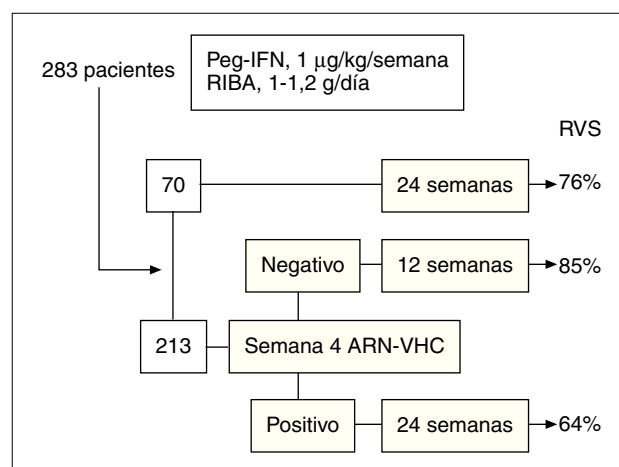 283 pacientes
Peg-IFN, 1 µg/kg/semana
RIBA, 1-1,2 g/día
RVS
70
24 semanas
76%
Negativo
12 semanas
85%
213
Semana 4 ARN-VHC
Positivo
24 semanas
64%